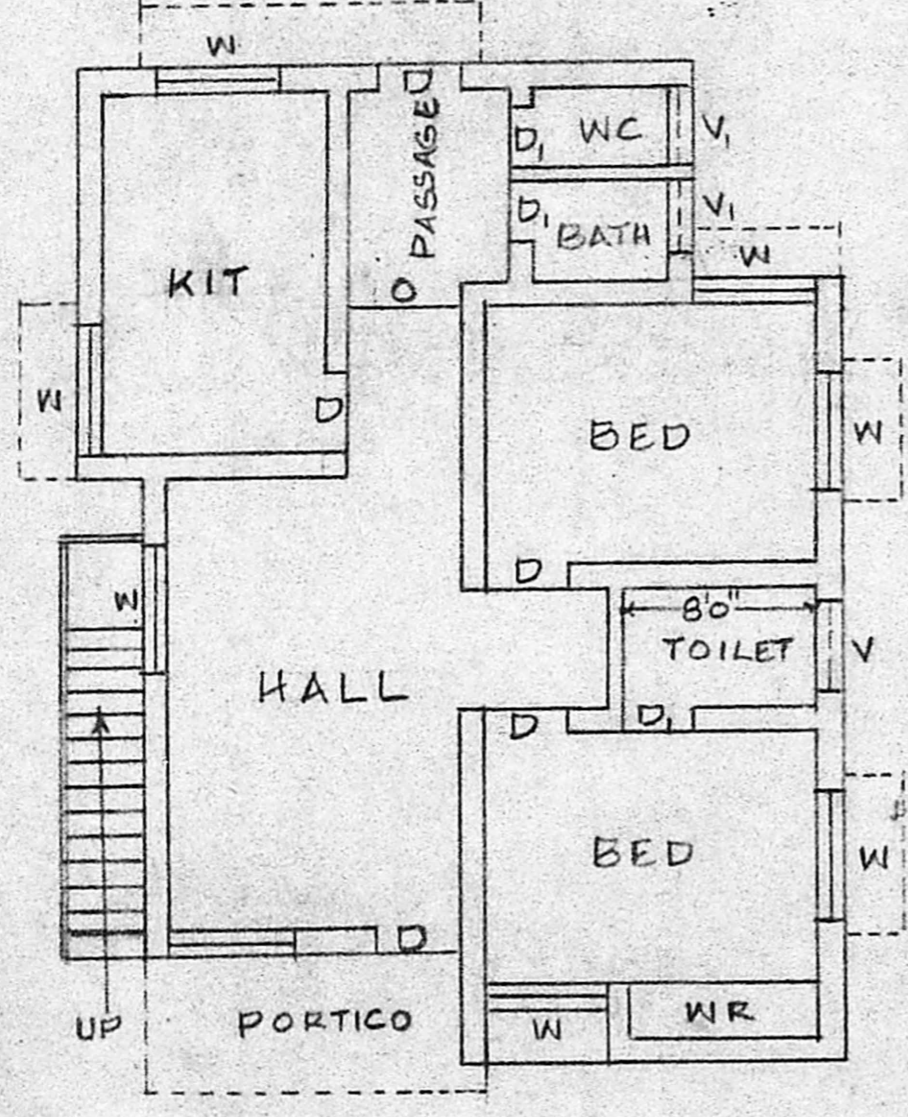 W
D
PASSAGE
D1
WC
V1
D1
BATH
V1
W
KIT
O
W
D
BED
W
D
W
8'0"
TOILET
V
HALL
D
D1
BED
W
D
UP
PORTICO
W
WR